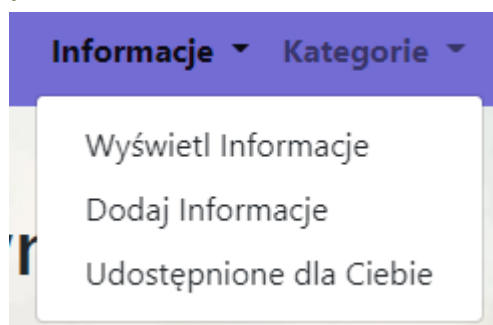 Informacje Kategorie
Wyświetl Informacje
Dodaj Informacje
Udostępnione dla Ciebie